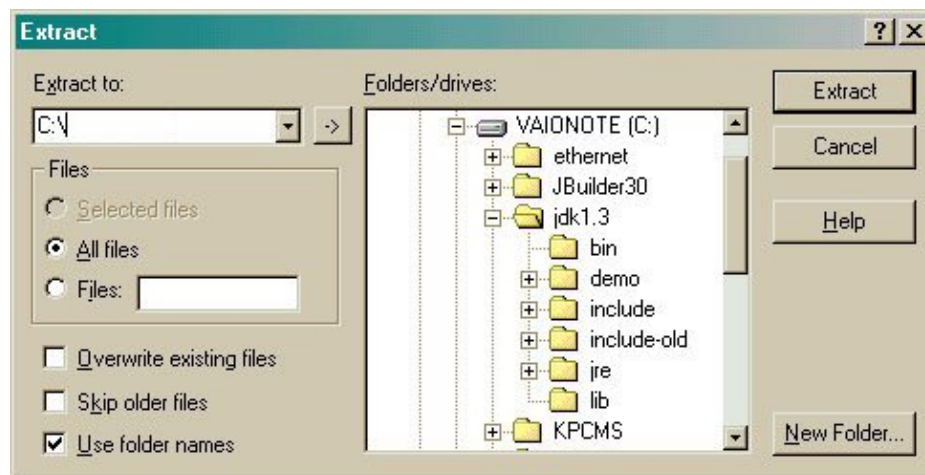 Extract
Extract to:
C:\
->
Files
Selected files
All files
Files:
Overwrite existing files
Skip older files
Use folder names
Folders/drives:
VAIONOTE (C:)
ethernet
JBuilder30
jdk1.3
bin
demo
include
include-old
jre
lib
KPCMS
Extract
Cancel
Help
New Folder...